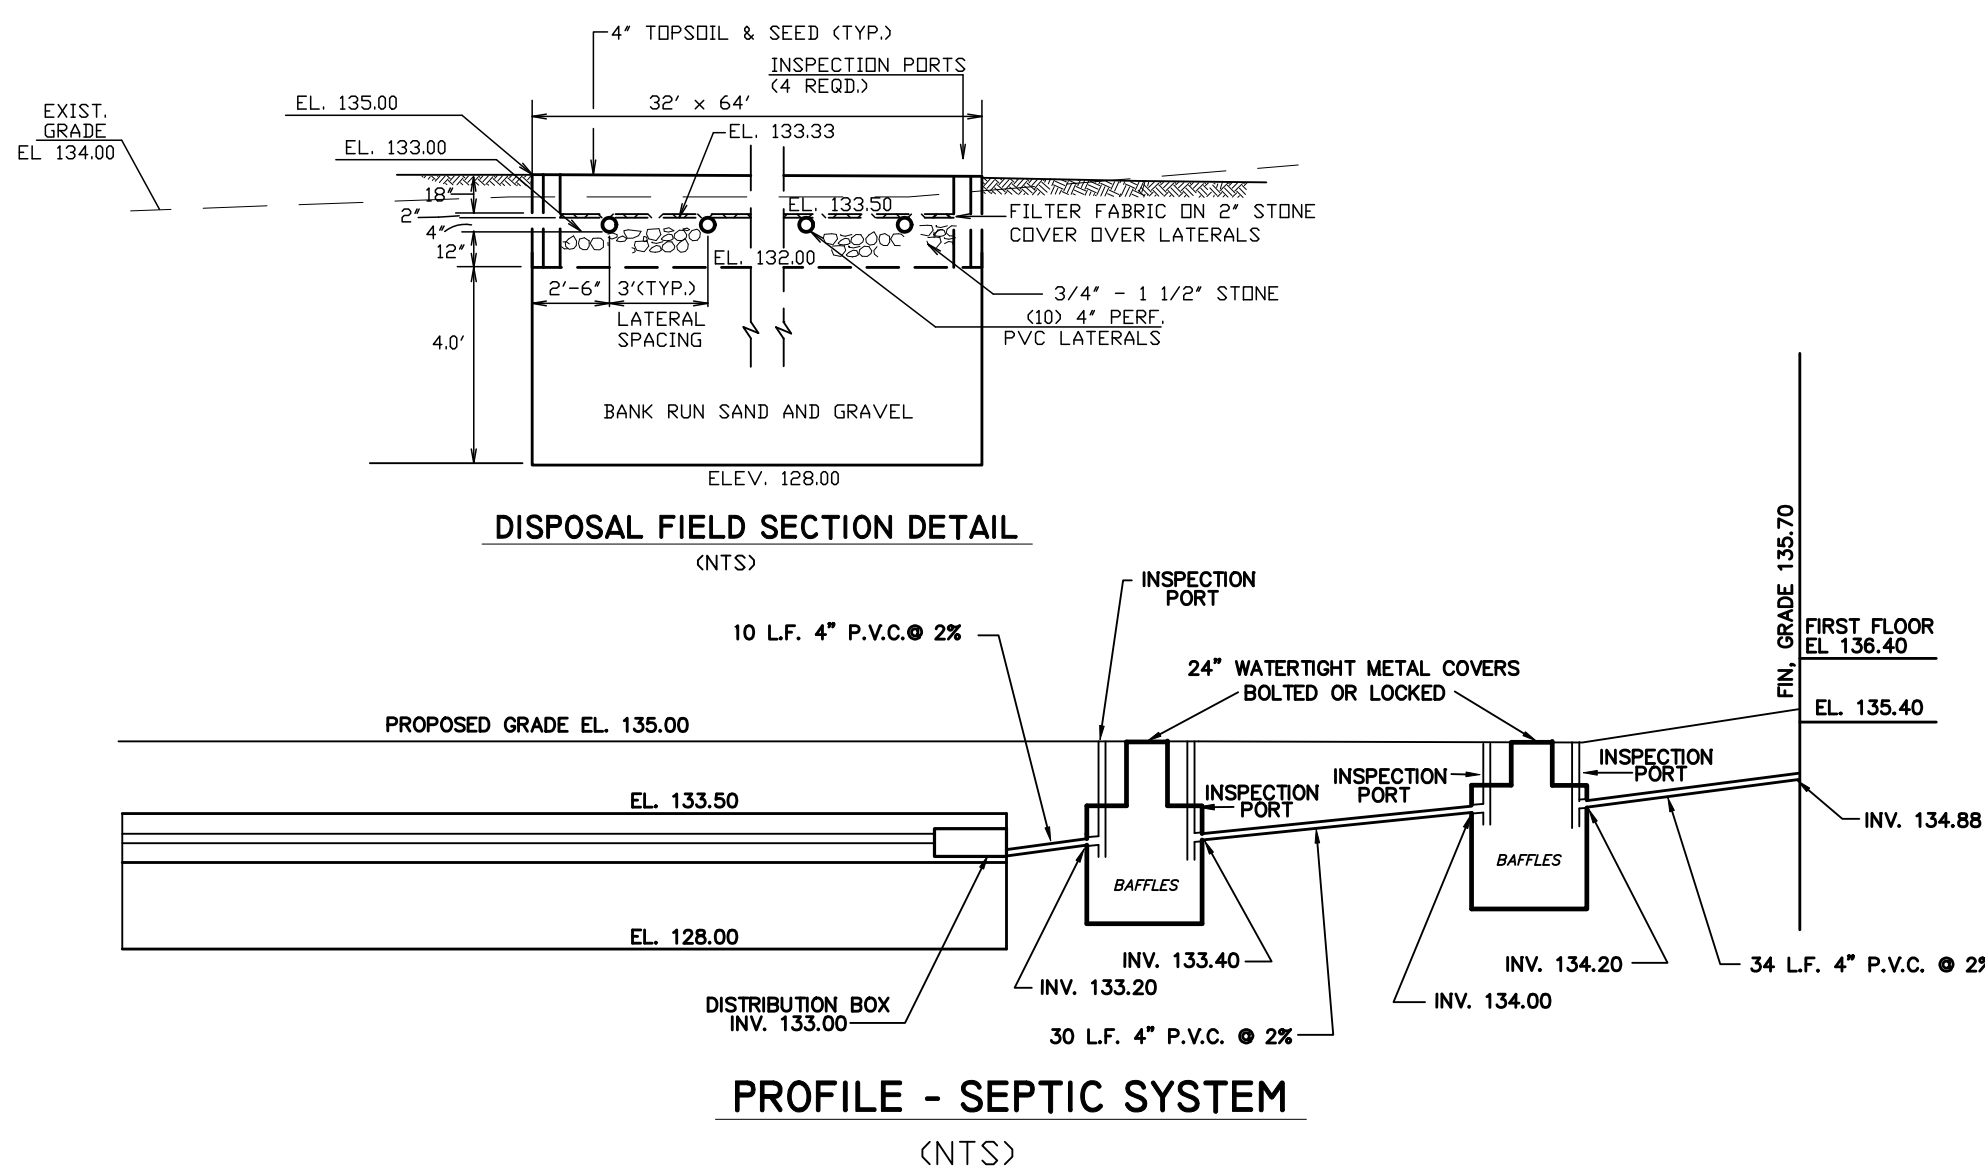 4" TOPSOIL & SEED (TYP.)
INSPECTION PORTS
(4 REQD.)
EXIST.
GRADE
EL 134.00
EL. 135.00
32' x 64'
EL. 133.00
EL. 133.33
18"
2"
4"
12"
EL. 133.50
FILTER FABRIC ON 2" STONE
COVER OVER LATERALS
EL. 132.00
2'-6"
3'(TYP.)
LATERAL
SPACING
3/4" - 1 1/2" STONE
(10) 4" PERF.
PVC LATERALS
4.0'
BANK RUN SAND AND GRAVEL
ELEV. 128.00
DISPOSAL FIELD SECTION DETAIL
(NTS)
INSPECTION
PORT
10 L.F. 4" P.V.C.@ 2%
24" WATERTIGHT METAL COVERS
BOLTED OR LOCKED
FIN, GRADE 135.70
FIRST FLOOR
EL 136.40
EL. 135.40
PROPOSED GRADE EL. 135.00
INSPECTION
PORT
INSPECTION
PORT
INSPECTION
PORT
EL. 133.50
INV. 134.88
BAFFLES
BAFFLES
EL. 128.00
INV. 133.40
INV. 133.20
INV. 134.20
INV. 134.00
34 L.F. 4" P.V.C. @ 2%
DISTRIBUTION BOX
INV. 133.00
30 L.F. 4" P.V.C. @ 2%
PROFILE - SEPTIC SYSTEM
(NTS)